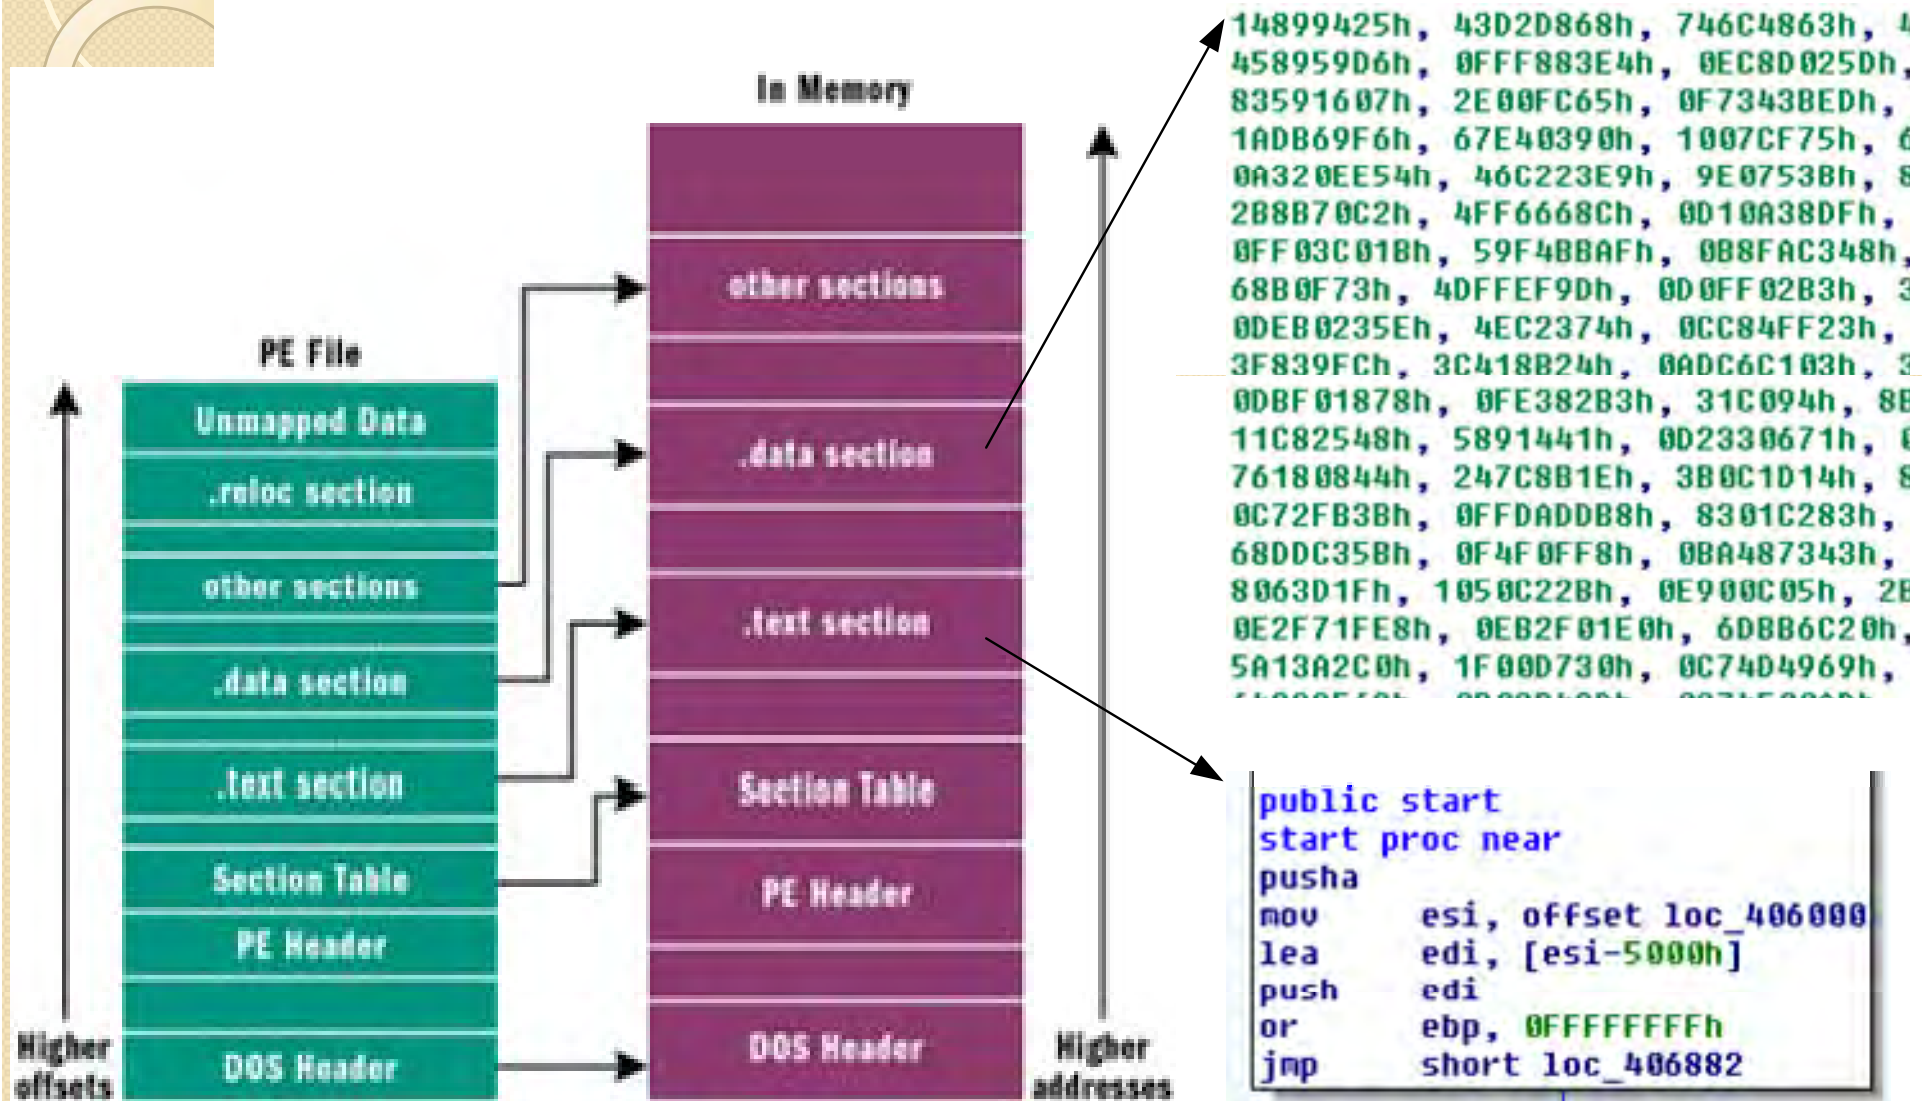 PE File
Unmapped Data
.reloc section
other sections
.data section
.text section
Section Table
PE Header
DOS Header
Higher
offsets
In Memory
other sections
.data section
.text section
Section Table
PE Header
DOS Header
Higher
addresses
14899425h, 43D2D868h, 746C4863h,
458959D6h, 0FFF883E4h, 0EC8D025Dh,
83591607h, 2E00FC65h, 0F7343BEDh,
1ADB69F6h, 67E40390h, 1007CF75h,
0A320EE54h, 46C223E9h, 9E0753Bh,
2B8B70C2h, 4FF6668Ch, 0D10A38DFh,
0FF03C01Bh, 59F4BBAFh, 0B8FAC348h,
68B0F73h, 4DFFEF9Dh, 0D0FF02B3h,
0DEB0235Eh, 4EC2374h, 0CC84FF23h,
3F839FCh, 3C418B24h, 0ADC6C103h,
0DBF01878h, 0FE382B3h, 31C094h,
11C82548h, 5891441h, 0D2330671h,
76180844h, 247C8B1Eh, 3B0C1D14h,
0C72FB3Bh, 0FFDADDB8h, 8301C283h,
68DDC35Bh, 0F4F0FF8h, 0BA487343h,
8063D1Fh, 1050C22Bh, 0E900C05h,
0E2F71FE8h, 0EB2F01E0h, 6DBB6C20h,
5A13A2C0h, 1F00D730h, 0C74D4969h,
public start
start proc near
pusha
mov esi, offset loc_406000
lea edi, [esi-5000h]
push edi
or ebp, 0FFFFFFFFh
jmp short loc_406882